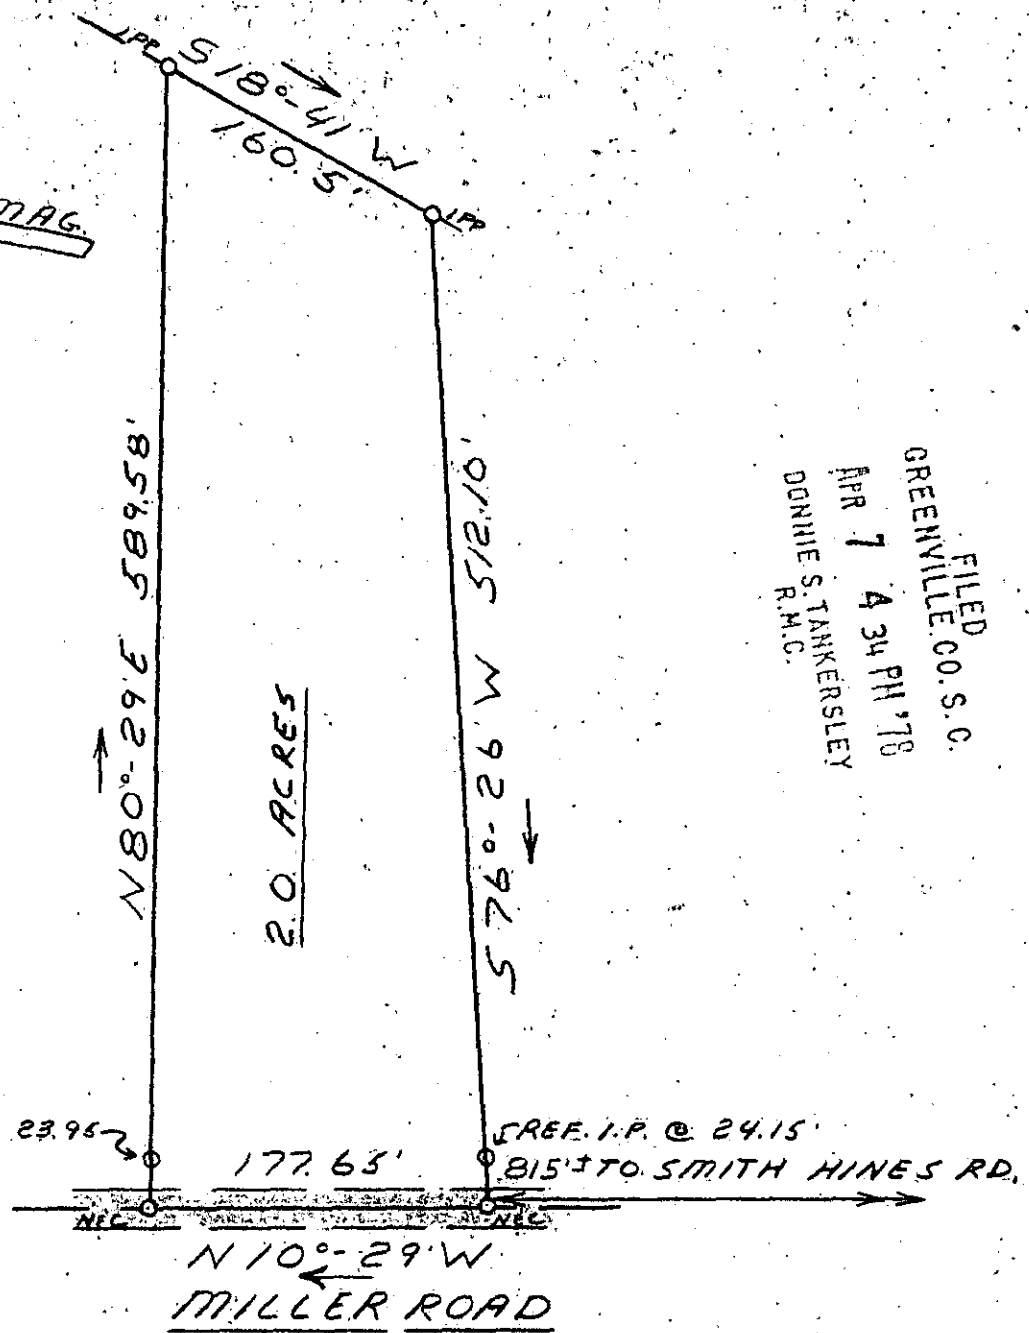 IPP
S 18°-41' W
160.5'
IPP
MAG.
N 80°-29' E 589.58'
S 76°-26' W 512.10'
2.0 ACRES
FILED
GREENVILLE CO. S. C.
APR 7 4 34 PM '78
DONNIE S. TANKERSLEY
R.M.C.
23.95
177.65'
REF. I.P. @ 24.15'
815'± TO SMITH HINES RD.
N&C
N&C
N 10°-29' W
MILLER ROAD